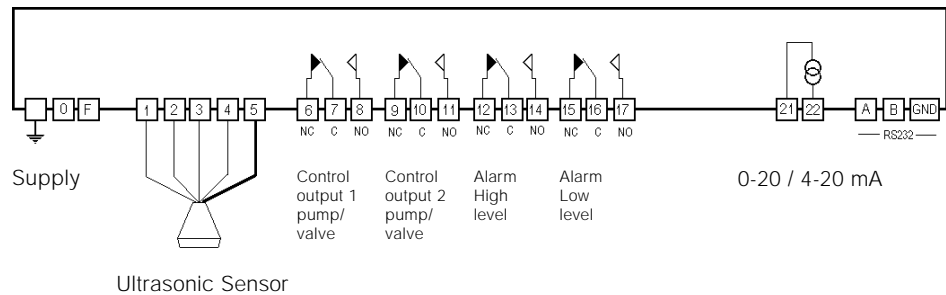 0 F 1 2 3 4 5 6 7 8 9 10 11 12 13 14 15 16 17 21 22 A B GND
NC C NO NC C NO NC C NO NC C NO RS232
Supply
Control output 1 pump/ valve
Control output 2 pump/ valve
Alarm High level
Alarm Low level
0-20 / 4-20 mA
Ultrasonic Sensor